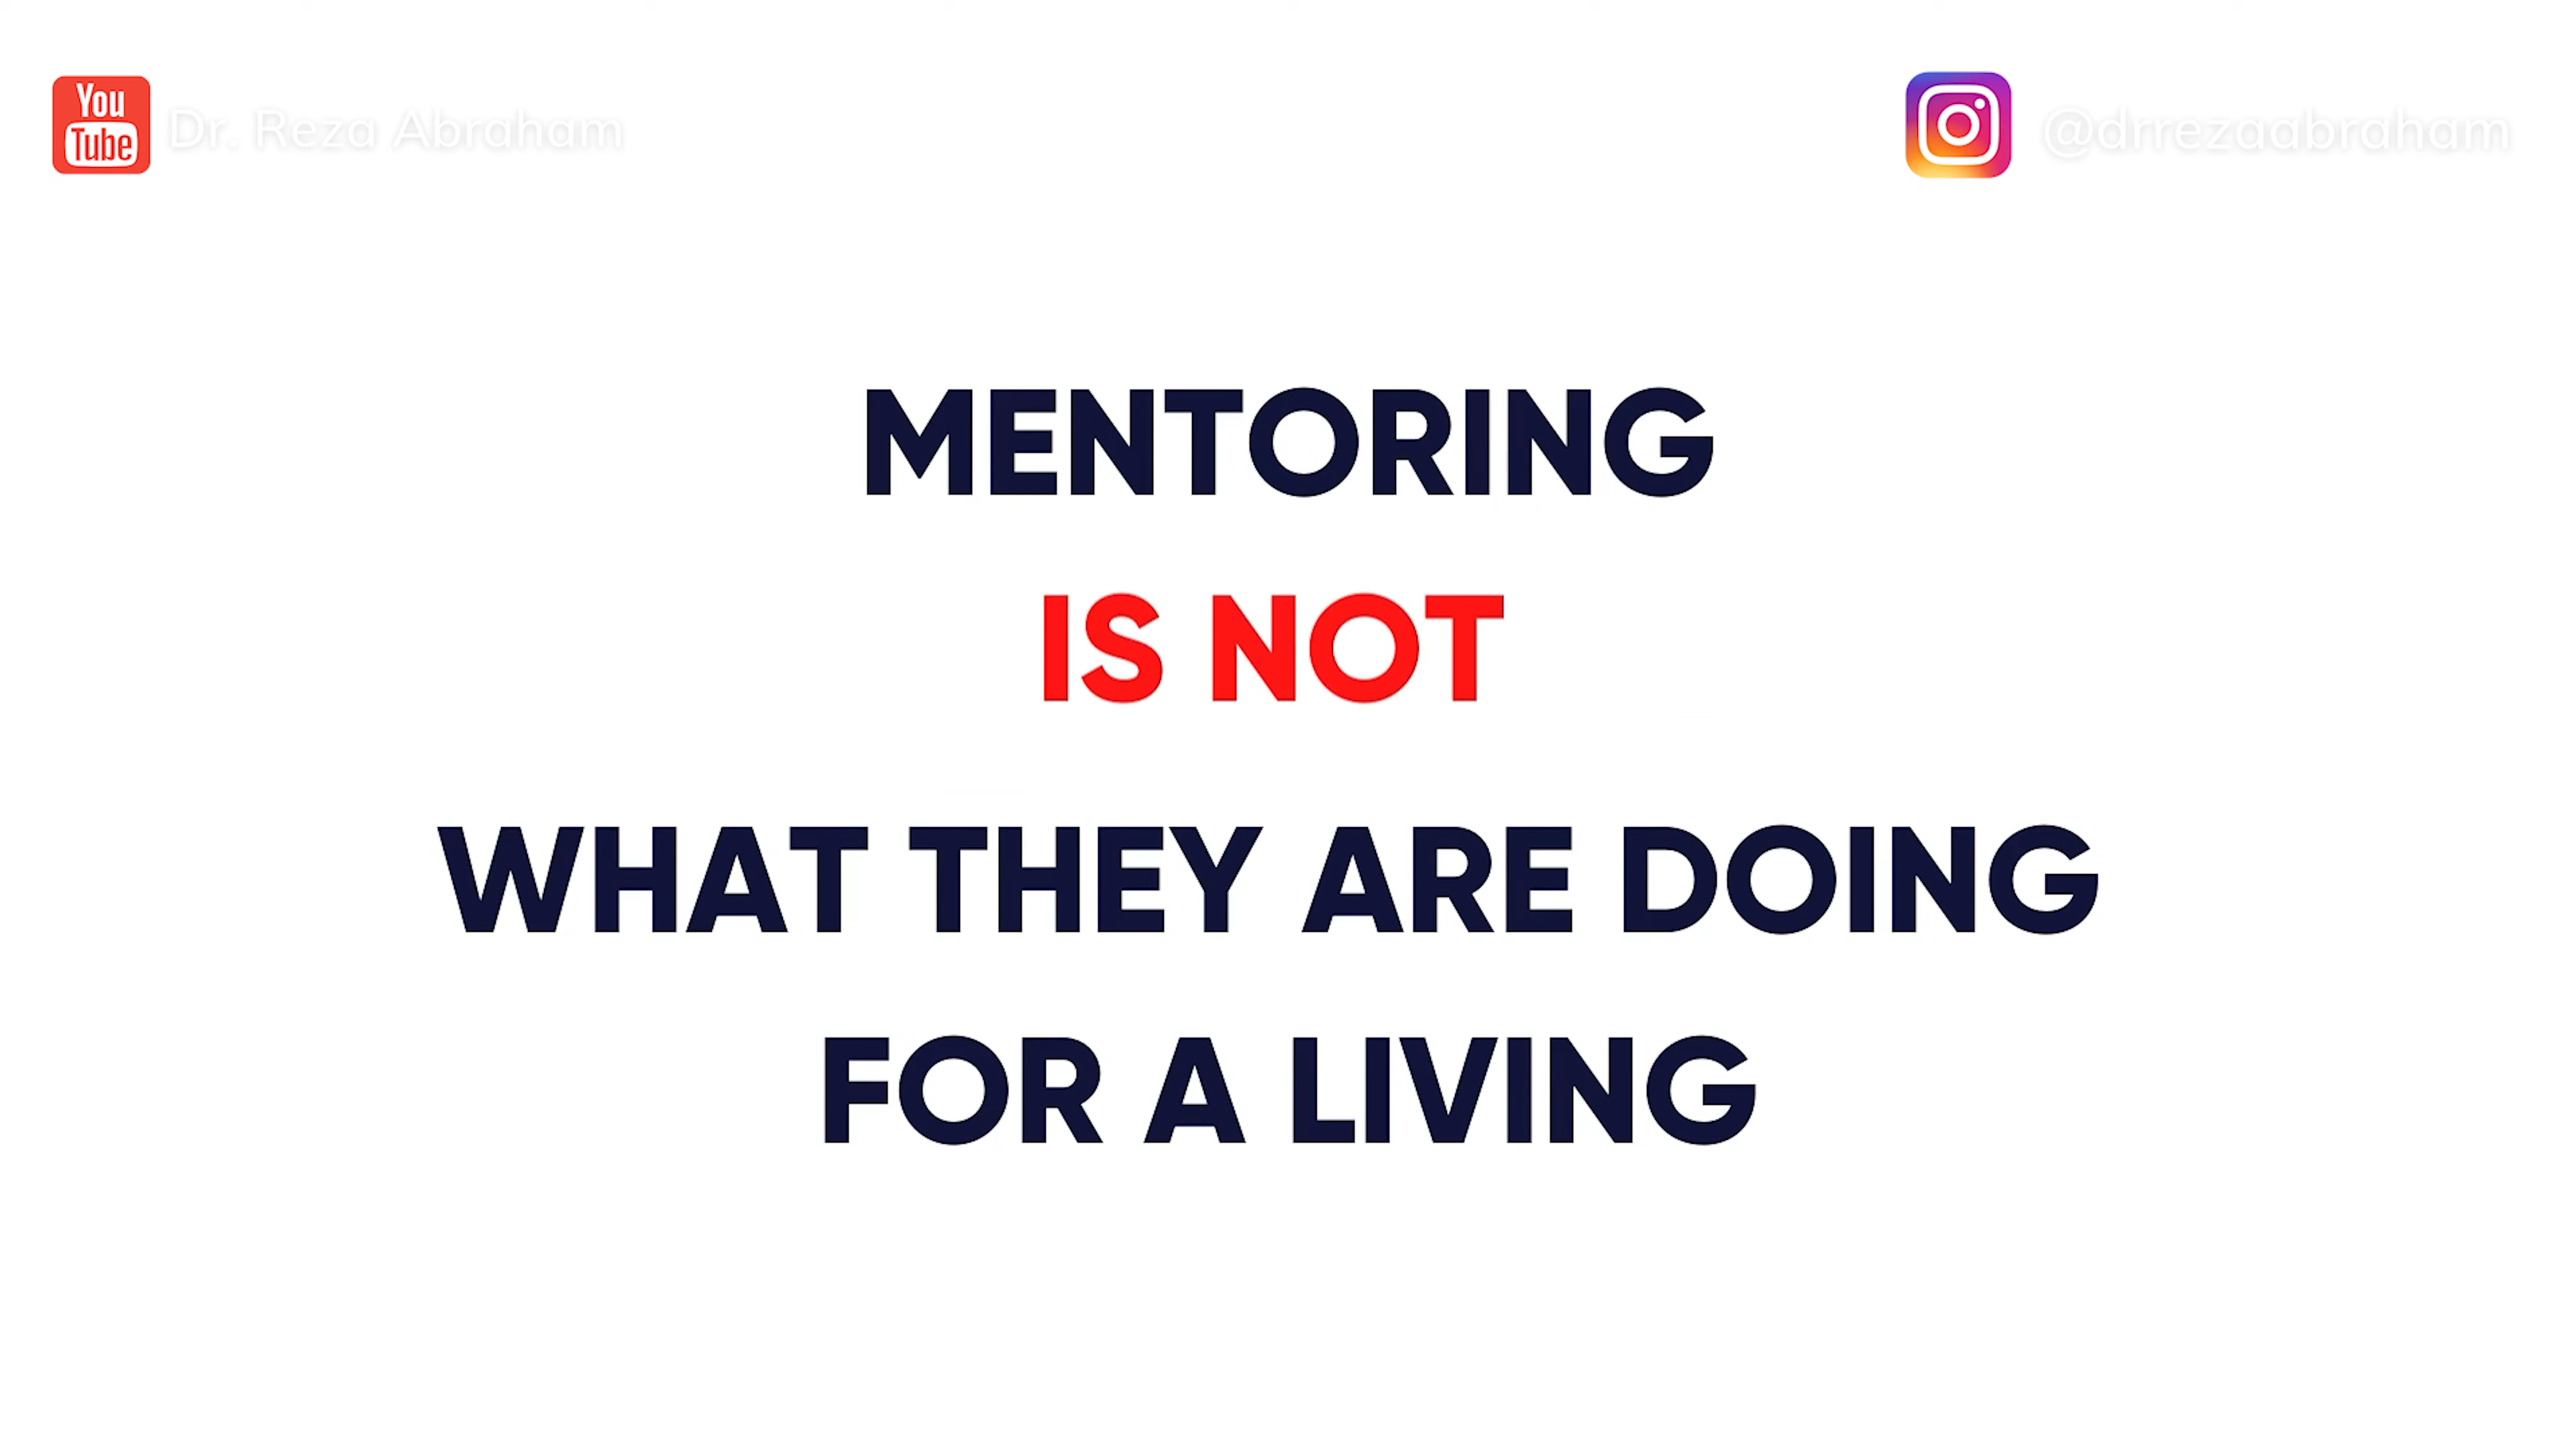 You
Tube
Dr. Reza Abraham
@drrezaabraham
MENTORING
IS NOT
WHAT THEY ARE DOING
FOR A LIVING